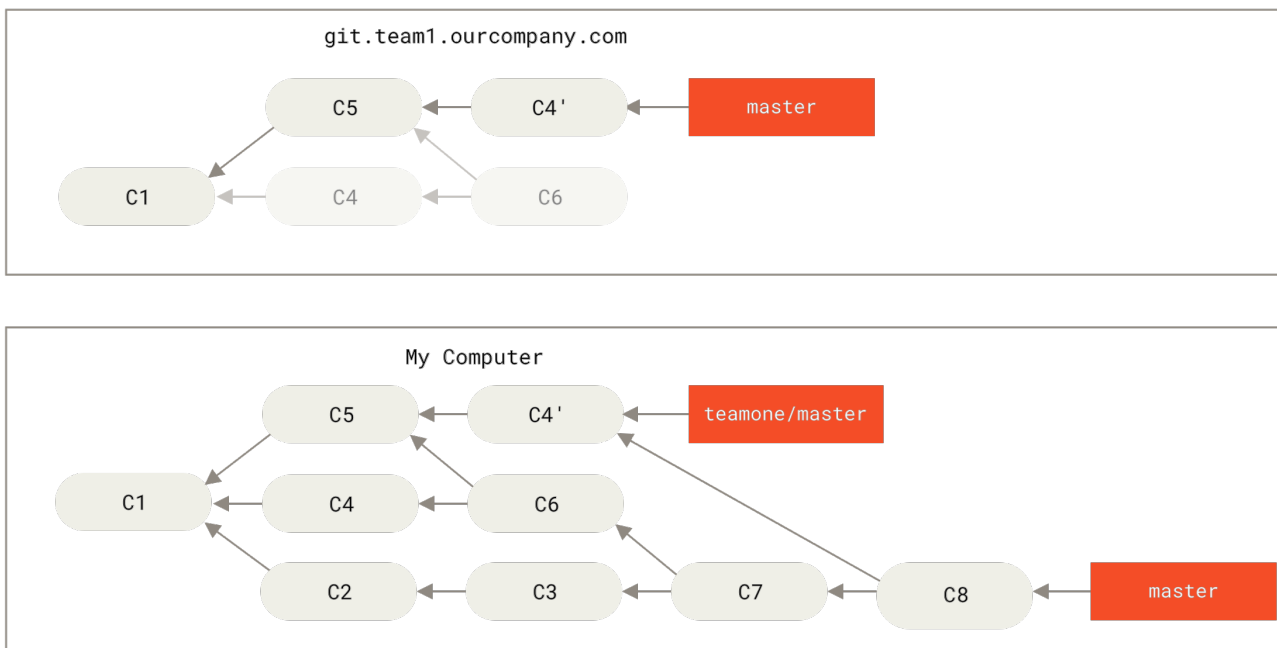 git.team1.ourcompany.com
C5 C4' master
C1 C4 C6
My Computer
C5 C4' teamone/master
C1 C4 C6
C2 C3 C7 C8 master